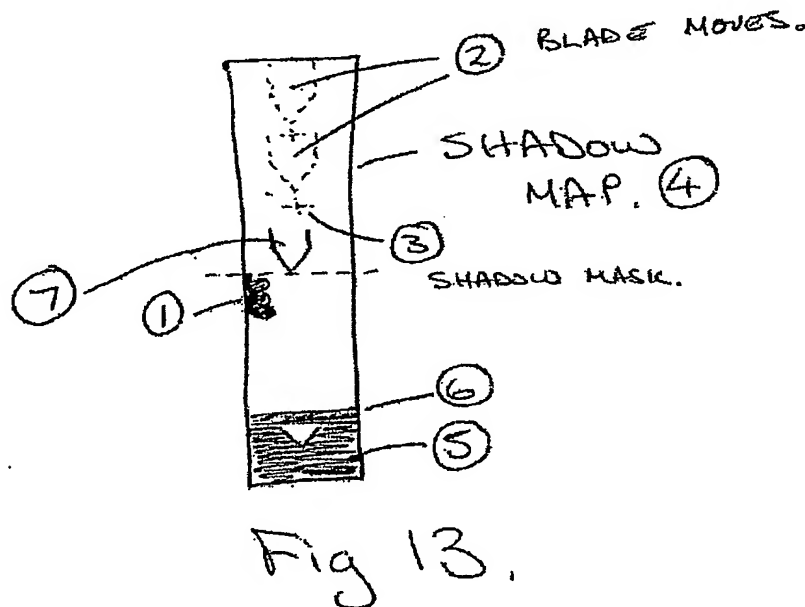 ② BLADE MOVES.
SHADOW
MAP. ④
③
SHADOW MASK.
⑦
①
⑥
⑤
Fig 13.